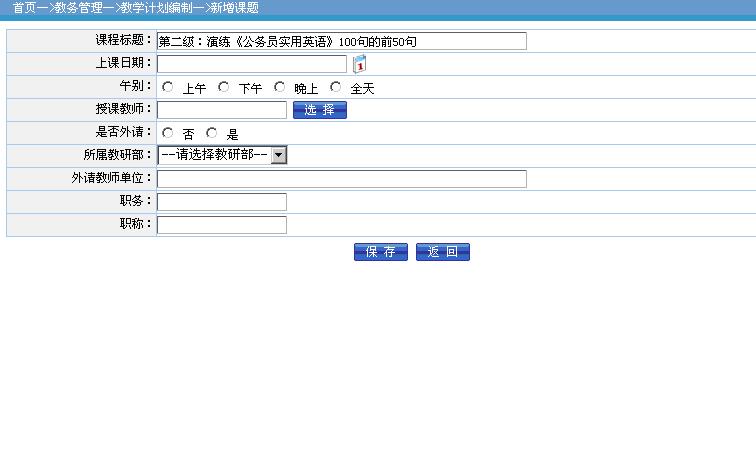 首页—>教务管理—>教学计划编制—>新增课题
课程标题： 第二级：演练《公务员实用英语》100句的前50句
上课日期： 1
午别： 上午 下午 晚上 全天
授课教师： 选 择
是否外请： 否 是
所属教研部： --请选择教研部--
外请教师单位：
职务：
职称：
保 存 返 回